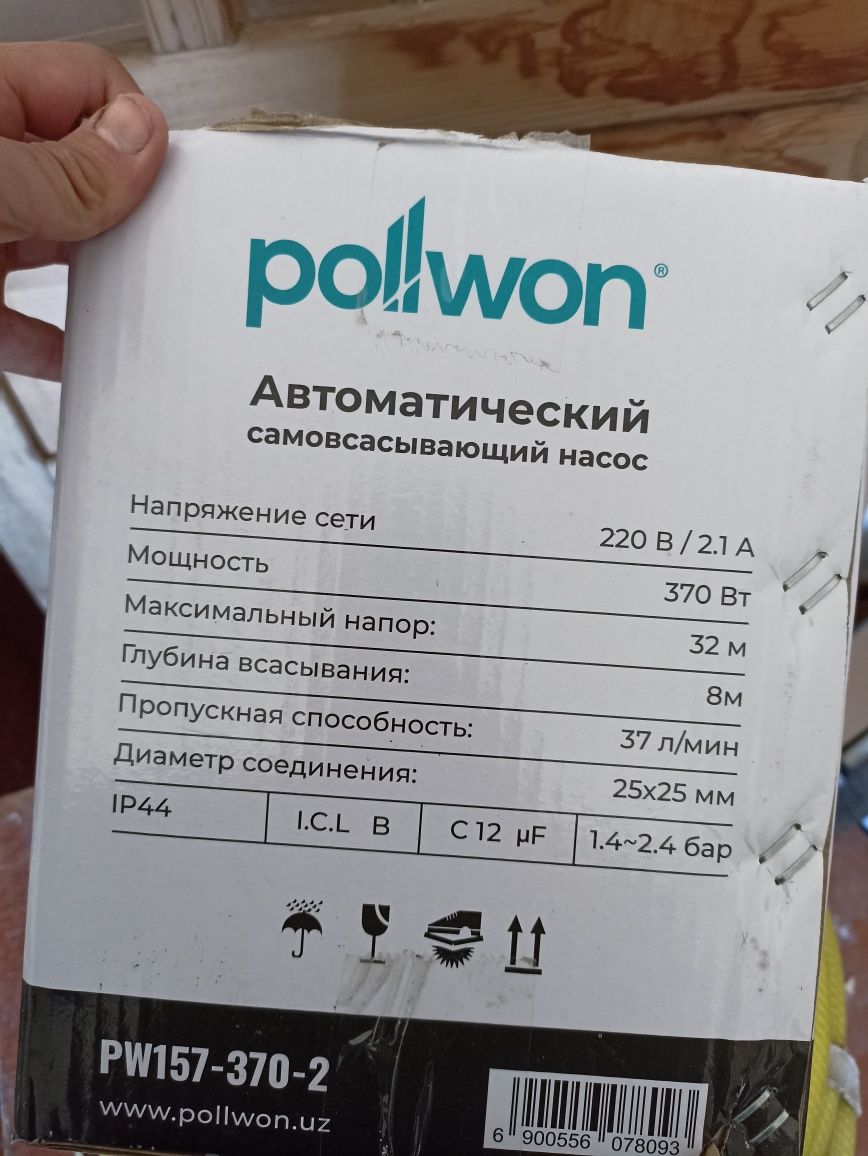 pollwon®
Автоматический
самовсасывающий насос
Напряжение сети 220 В / 2.1 А
Мощность 370 Вт
Максимальный напор: 32 м
Глубина всасывания: 8м
Пропускная способность: 37 л/мин
Диаметр соединения: 25x25 мм
IP44 I.C.L B C 12 µF 1.4~2.4 бар
PW157-370-2
www.pollwon.uz
6 900556 078093